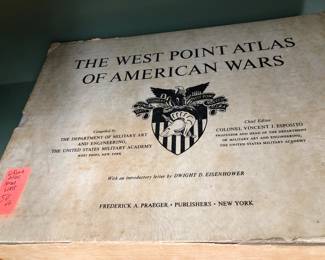 THE WEST POINT ATLAS
OF AMERICAN WARS
Compiled by
THE DEPARTMENT OF MILITARY ART
AND ENGINEERING,
THE UNITED STATES MILITARY ACADEMY
WEST POINT, NEW YORK
Chief Editor
COLONEL VINCENT J. ESPOSITO
PROFESSOR AND HEAD OF THE DEPARTMENT
OF MILITARY ART AND ENGINEERING,
THE UNITED STATES MILITARY ACADEMY
With an introductory letter by DWIGHT D. EISENHOWER
FREDERICK A. PRAEGER • PUBLISHERS • NEW YORK